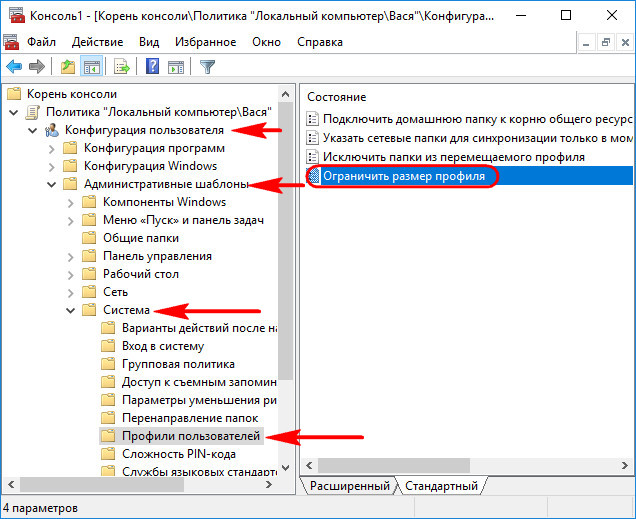 Консоль1 - [Корень консоли\Политика "Локальный компьютер\Вася"\Конфигура...
Файл Действие Вид Избранное Окно Справка
Корень консоли
Политика "Локальный компьютер\Вася"
Конфигурация пользователя
Конфигурация программ
Конфигурация Windows
Административные шаблоны
Компоненты Windows
Меню «Пуск» и панель задач
Общие папки
Панель управления
Рабочий стол
Сеть
Система
Варианты действий после на
Вход в систему
Групповая политика
Доступ к съемным запомин
Параметры уменьшения ри
Перенаправление папок
Профили пользователей
Сложность PIN-кода
Службы языковых стандарто
Состояние
Подключить домашнюю папку к корню общего ресурс
Указать сетевые папки для синхронизации только в мом
Исключить папки из перемещаемого профиля
Ограничить размер профиля
Расширенный Стандартный
4 параметров